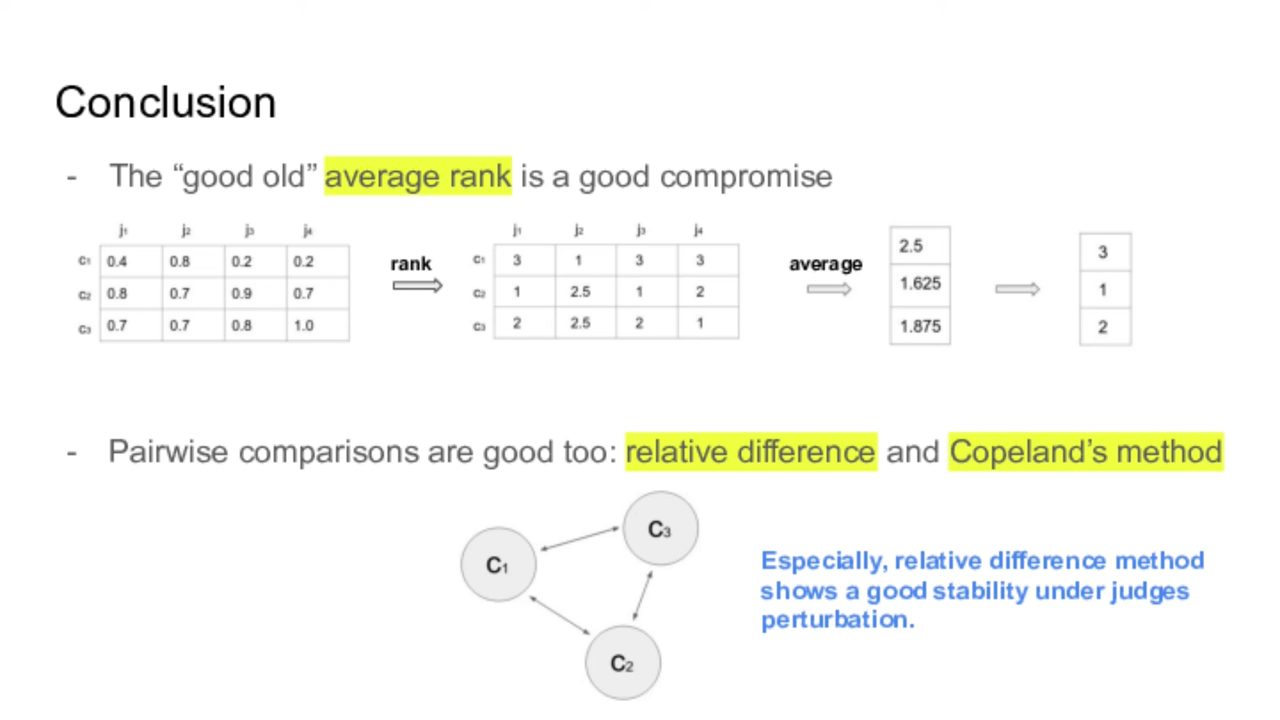 Conclusion
- The “good old” average rank is a good compromise
j1 j2 j3 j4
C1 0.4 0.8 0.2 0.2
C2 0.8 0.7 0.9 0.7
C3 0.7 0.7 0.8 1.0
rank
j1 j2 j3 j4
C1 3 1 3 3
C2 1 2.5 1 2
C3 2 2.5 2 1
average
2.5
1.625
1.875
3
1
2
- Pairwise comparisons are good too: relative difference and Copeland’s method
C1
C3
C2
Especially, relative difference method
shows a good stability under judges
perturbation.